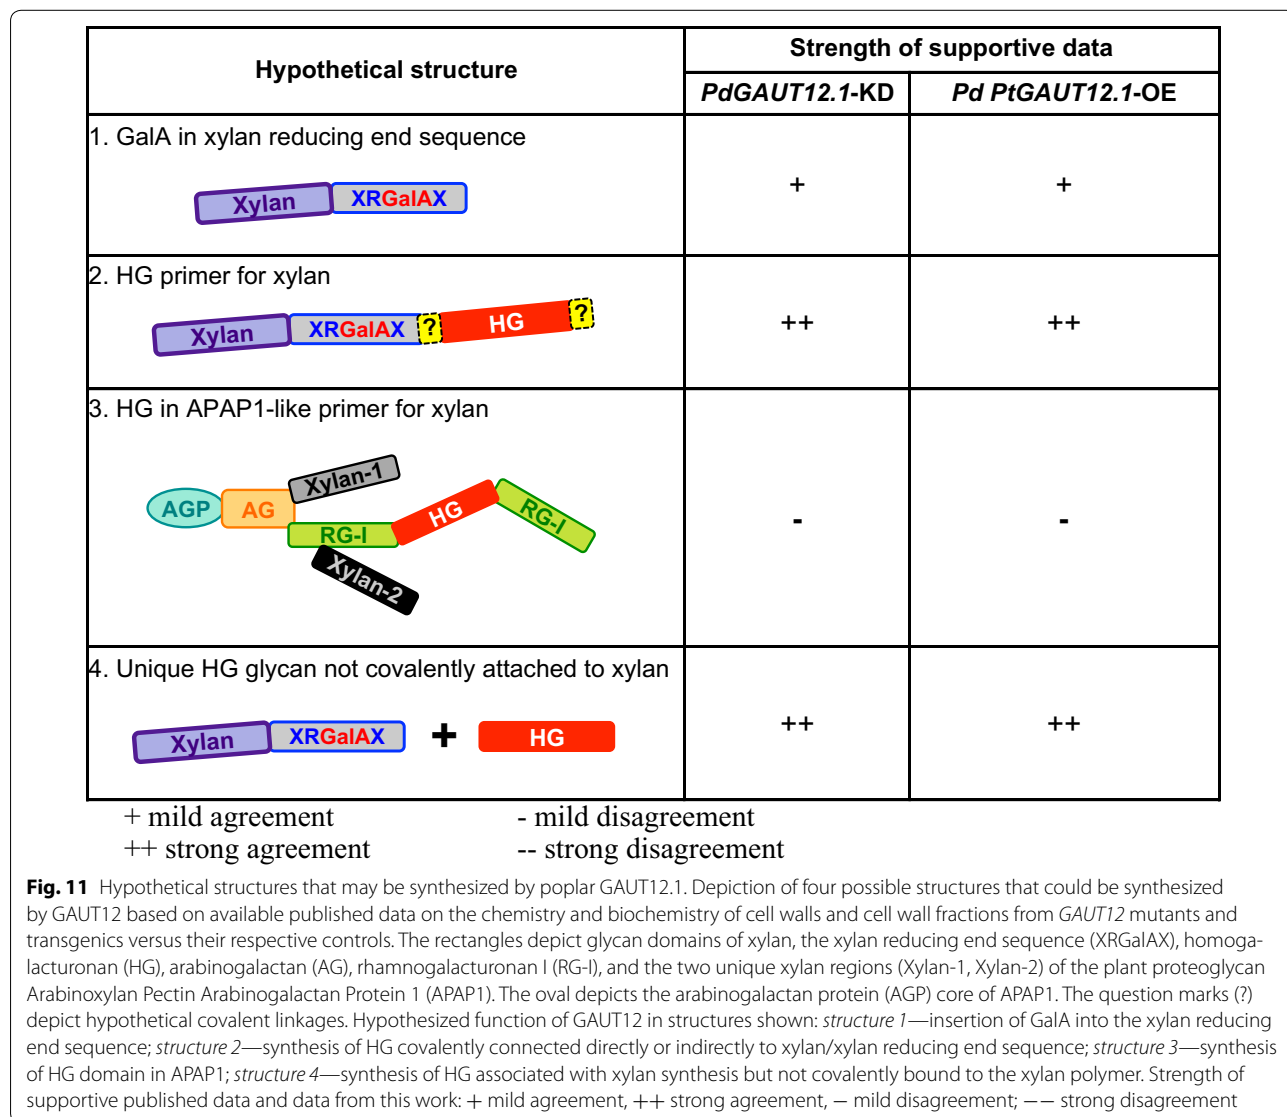 Hypothetical structure
Strength of supportive data
PdGAUT12.1-KD
Pd PtGAUT12.1-OE
1. GalA in xylan reducing end sequence
Xylan XRGalAX
+ +
2. HG primer for xylan
Xylan XRGalAX ? HG ?
++ ++
3. HG in APAP1-like primer for xylan
Xylan-1
AGP AG RG-I HG RG-I
Xylan-2
- -
4. Unique HG glycan not covalently attached to xylan
Xylan XRGalAX + HG
++ ++
+ mild agreement - mild disagreement
++ strong agreement -- strong disagreement
Fig. 11 Hypothetical structures that may be synthesized by poplar GAUT12.1. Depiction of four possible structures that could be synthesized
by GAUT12 based on available published data on the chemistry and biochemistry of cell walls and cell wall fractions from GAUT12 mutants and
transgenics versus their respective controls. The rectangles depict glycan domains of xylan, the xylan reducing end sequence (XRGalAX), homoga-
lacturonan (HG), arabinogalactan (AG), rhamnogalacturonan I (RG-I), and the two unique xylan regions (Xylan-1, Xylan-2) of the plant proteoglycan
Arabinoxylan Pectin Arabinogalactan Protein 1 (APAP1). The oval depicts the arabinogalactan protein (AGP) core of APAP1. The question marks (?)
depict hypothetical covalent linkages. Hypothesized function of GAUT12 in structures shown: structure 1—insertion of GalA into the xylan reducing
end sequence; structure 2—synthesis of HG covalently connected directly or indirectly to xylan/xylan reducing end sequence; structure 3—synthesis
of HG domain in APAP1; structure 4—synthesis of HG associated with xylan synthesis but not covalently bound to the xylan polymer. Strength of
supportive published data and data from this work: + mild agreement, ++ strong agreement, − mild disagreement; −− strong disagreement